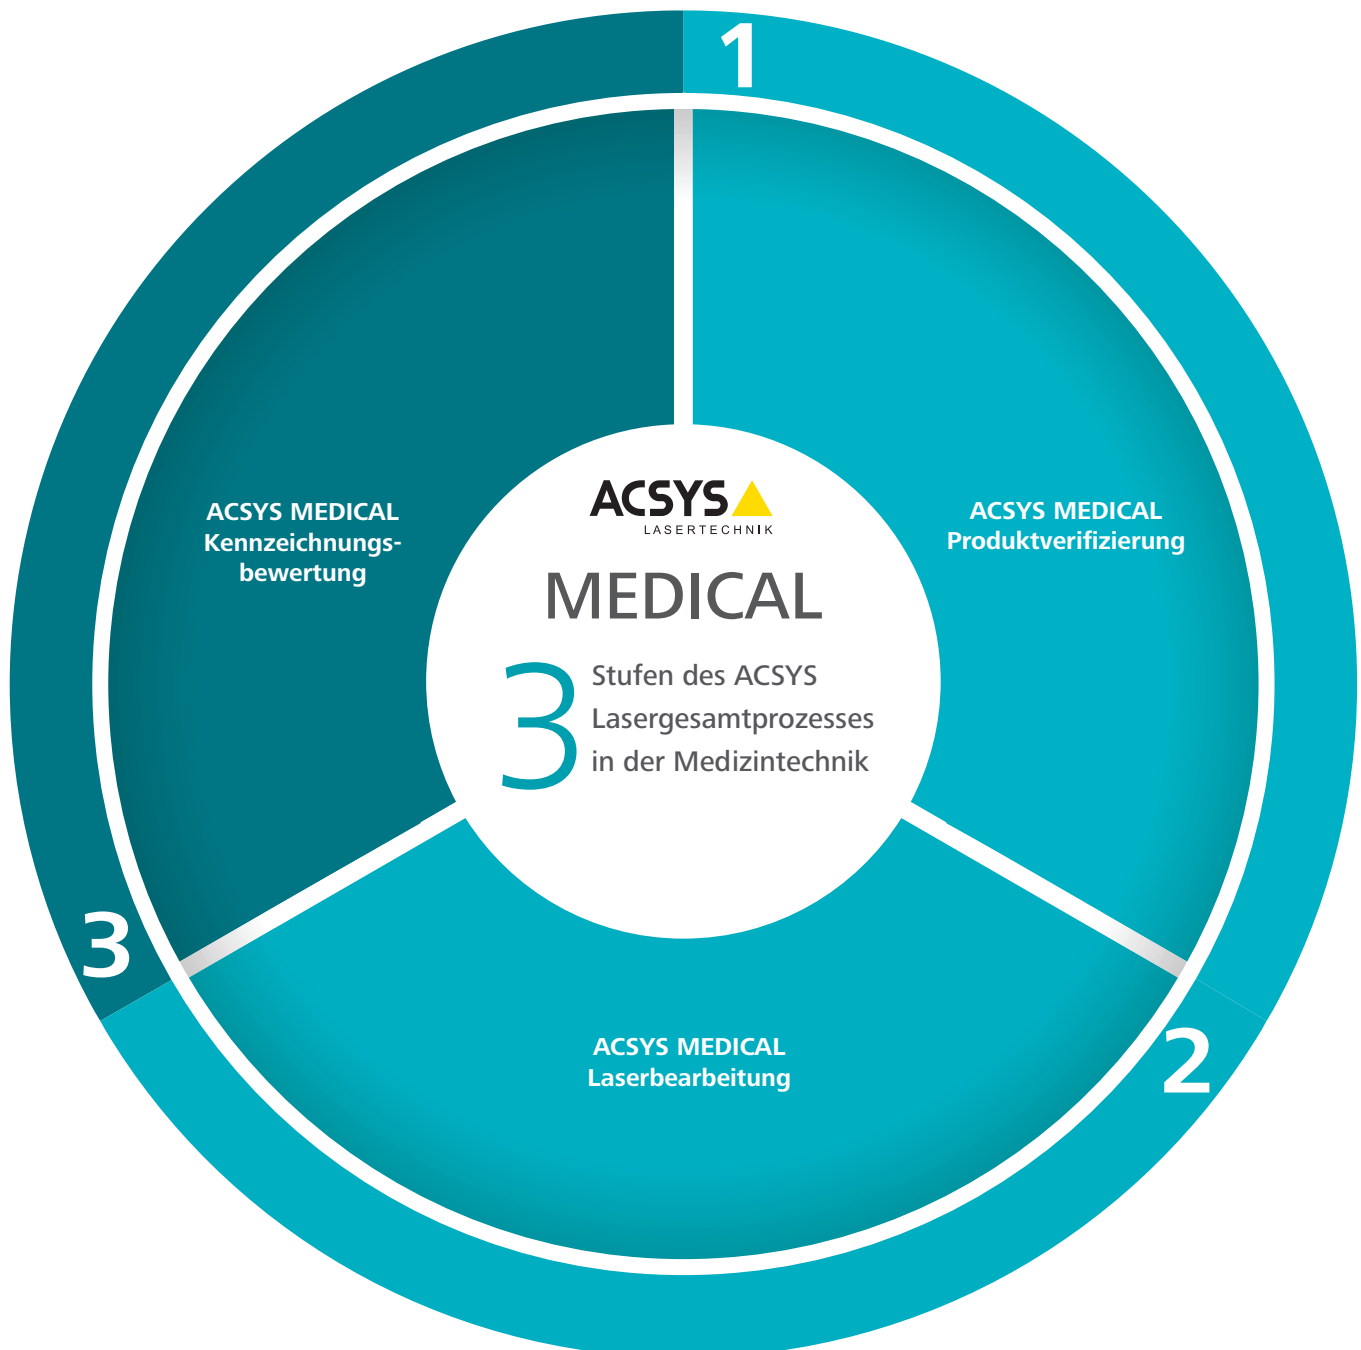 1
ACSYS MEDICAL
Produktverifizierung
2
ACSYS MEDICAL
Laserbearbeitung
3
ACSYS MEDICAL
Kennzeichnungs-
bewertung
ACSYS
LASERTECHNIK
MEDICAL
3
Stufen des ACSYS
Lasergesamtprozesses
in der Medizintechnik